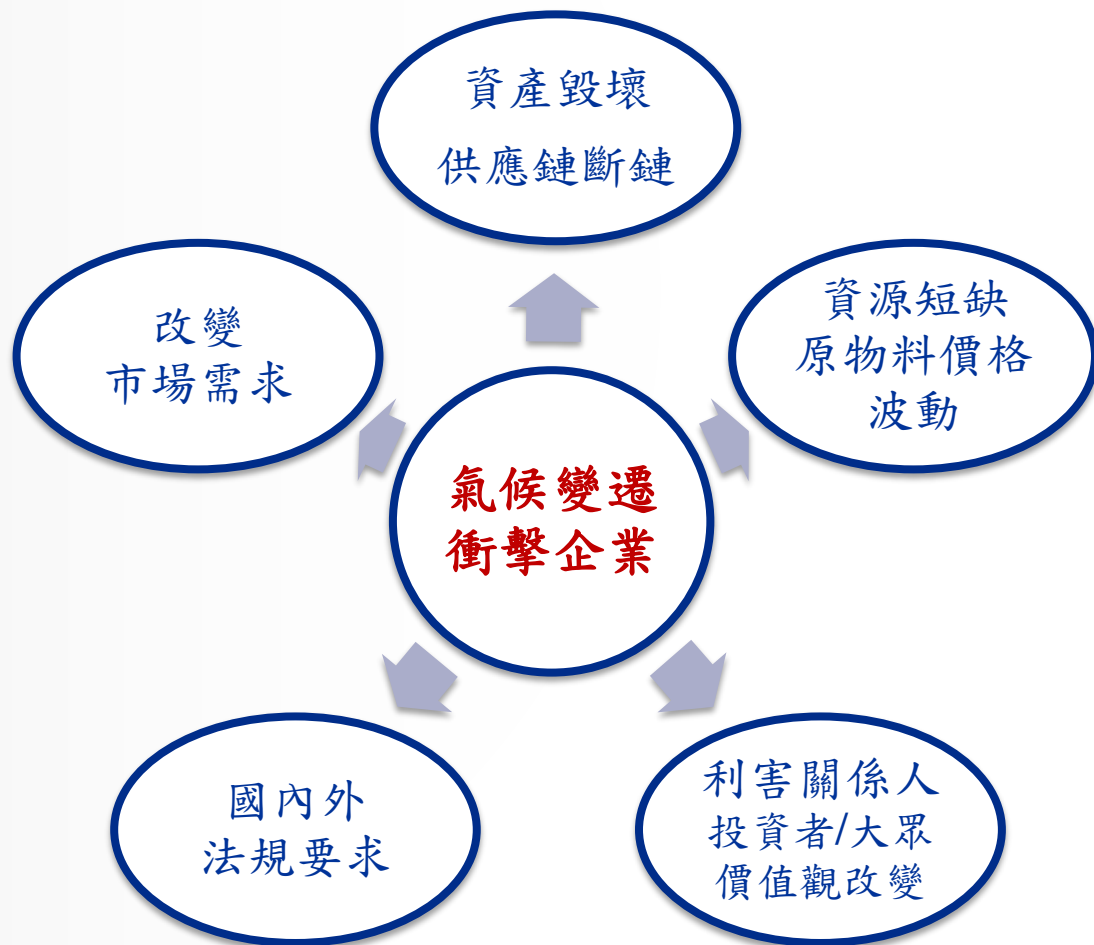 資產毀壞
供應鏈斷鏈
改變
市場需求
資源短缺
原物料價格
波動
氣候變遷
衝擊企業
國內外
法規要求
利害關係人
投資者/大眾
價值觀改變